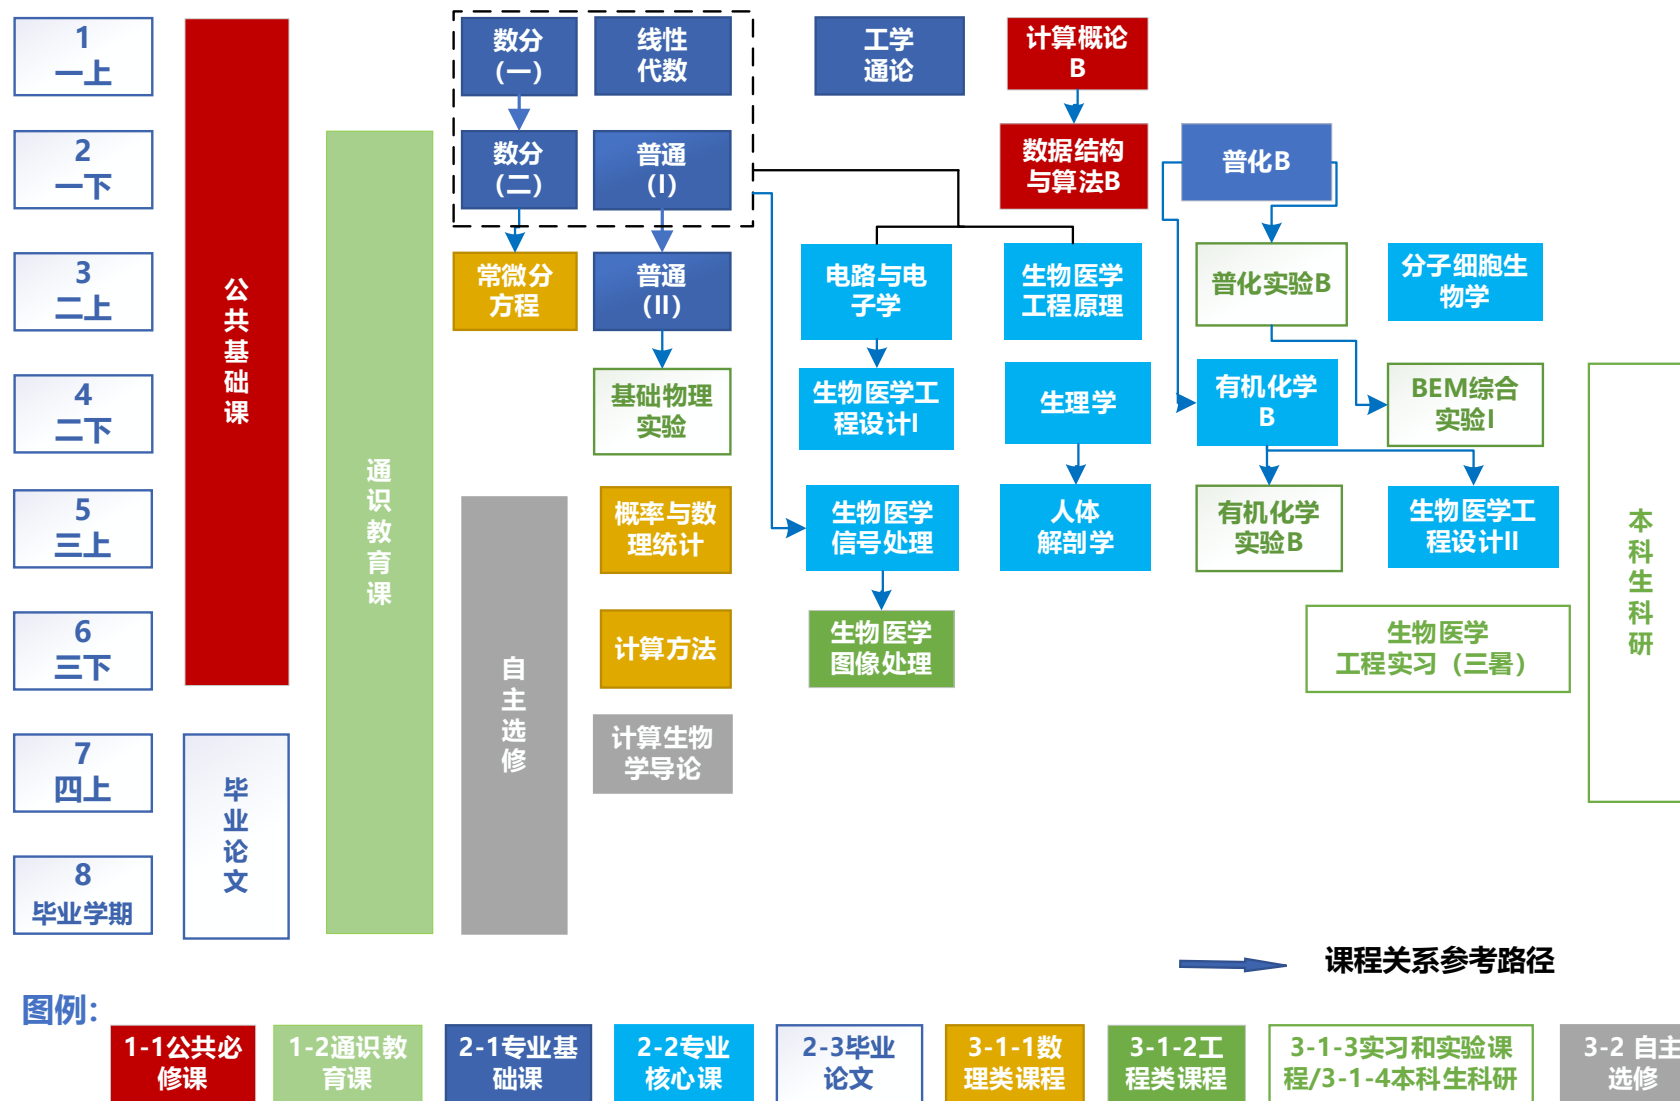 1
一上
2
一下
3
二上
4
二下
5
三上
6
三下
7
四上
8
毕业学期
公
共
基
础
课
毕
业
论
文
通
识
教
育
课
自
主
选
修
数分
（一）
线性
代数
工学
通论
计算概论
B
数分
（二）
普通
（I）
数据结构
与算法B
普化B
常微分
方程
普通
（II）
电路与电
子学
生物医学
工程原理
普化实验B
分子细胞生
物学
基础物理
实验
生物医学工
程设计I
生理学
有机化学
B
BEM综合
实验I
概率与数
理统计
生物医学
信号处理
人体
解剖学
有机化学
实验B
生物医学工
程设计II
计算方法
生物医学
图像处理
生物医学
工程实习（三暑）
计算生物
学导论
本
科
生
科
研
课程关系参考路径
图例：
1-1公共必
修课
1-2通识教
育课
2-1专业基
础课
2-2专业
核心课
2-3毕业
论文
3-1-1数
理类课程
3-1-2工
程类课程
3-1-3实习和实验课
程/3-1-4本科生科研
3-2 自主
选修